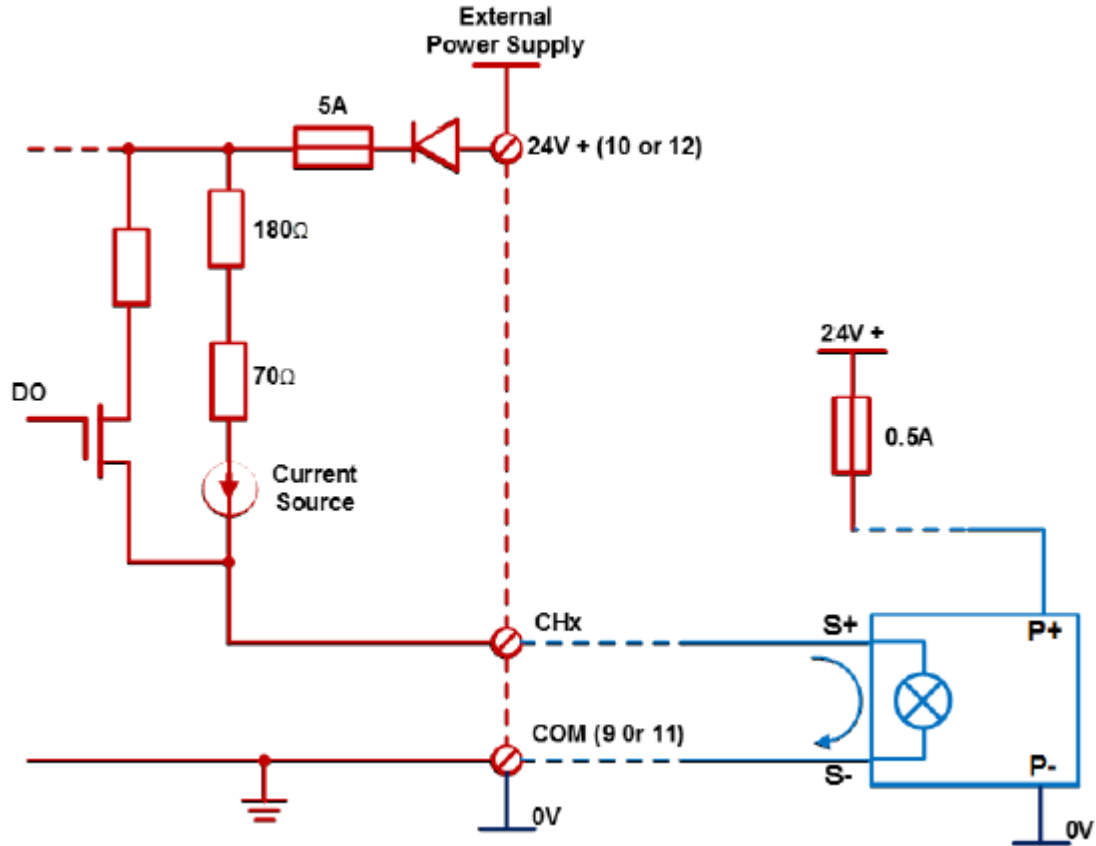 External
Power Supply
5A
24V + (10 or 12)
180Ω
24V +
70Ω
DO
0.5A
Current
Source
CHx
S+
P+
COM (9 0r 11)
S-
P-
0V
0V